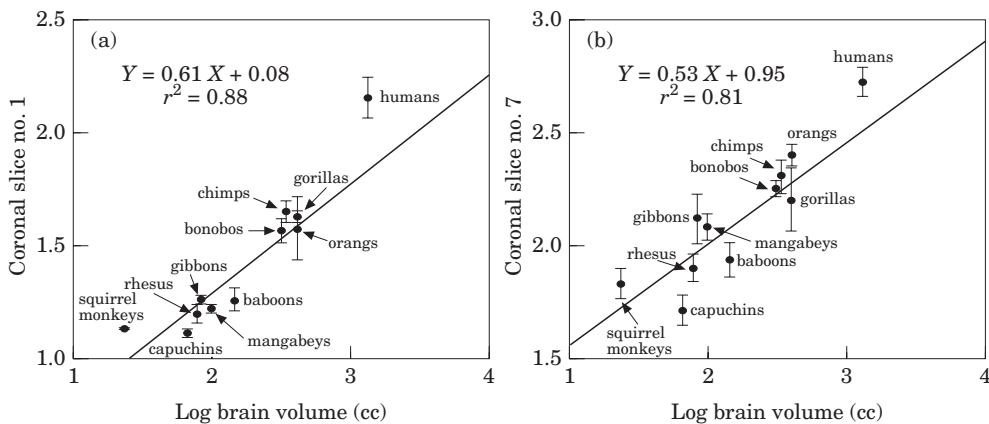 (a)
Y = 0.61 X + 0.08
r² = 0.88
humans
gorillas
chimps
bonobos
orangs
gibbons
rhesus
squirrel
monkeys
baboons
mangabeys
capuchins
Coronal slice no. 1
2.5
2.0
1.5
1.0
1
2
3
4
Log brain volume (cc)
(b)
Y = 0.53 X + 0.95
r² = 0.81
humans
orangs
chimps
bonobos
gorillas
gibbons
mangabeys
rhesus
baboons
capuchins
squirrel
monkeys
Coronal slice no. 7
3.0
2.5
2.0
1.5
1
2
3
4
Log brain volume (cc)